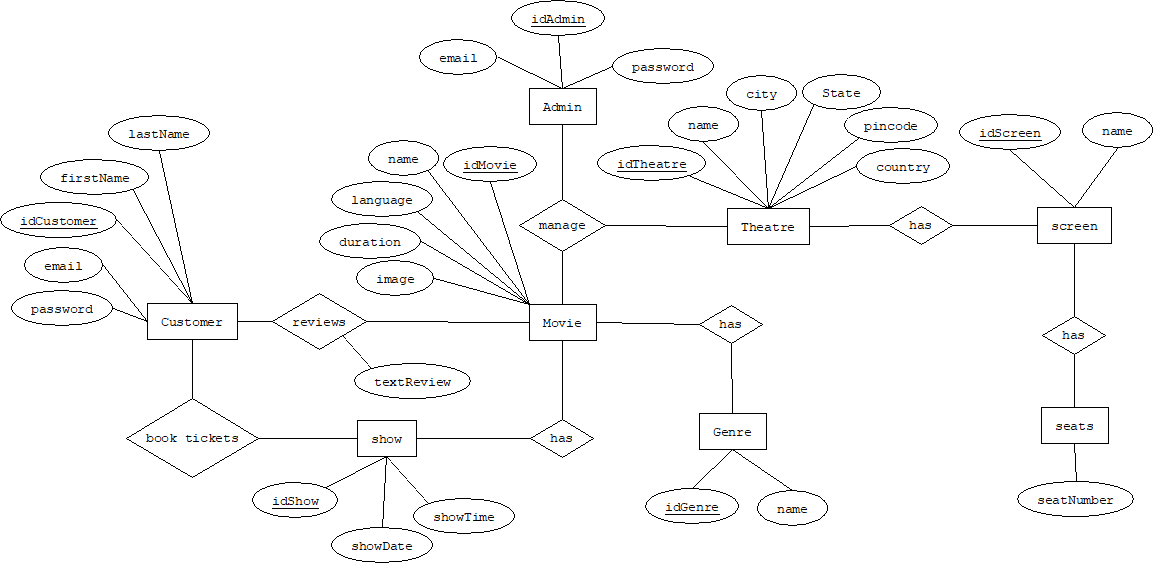 idAdmin
email
password
Admin
city
State
name
pincode
country
idTheatre
idScreen
name
lastName
firstName
idCustomer
email
password
name
idMovie
language
duration
image
manage
Theatre
has
screen
Customer
reviews
Movie
has
has
textReview
book tickets
show
has
Genre
seats
idShow
showTime
showDate
idGenre
name
seatNumber